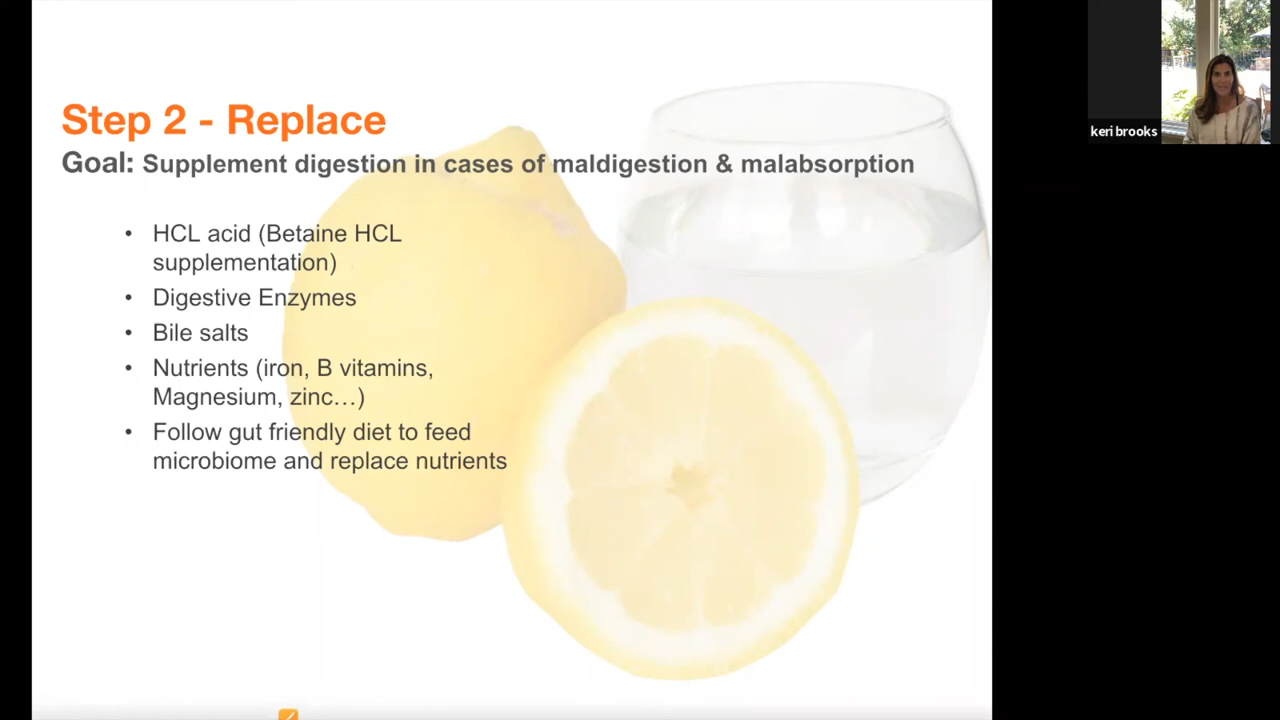 Step 2 - Replace
Goal: Supplement digestion in cases of maldigestion & malabsorption
• HCL acid (Betaine HCL
supplementation)
• Digestive Enzymes
• Bile salts
• Nutrients (iron, B vitamins,
Magnesium, zinc…)
• Follow gut friendly diet to feed
microbiome and replace nutrients
keri brooks